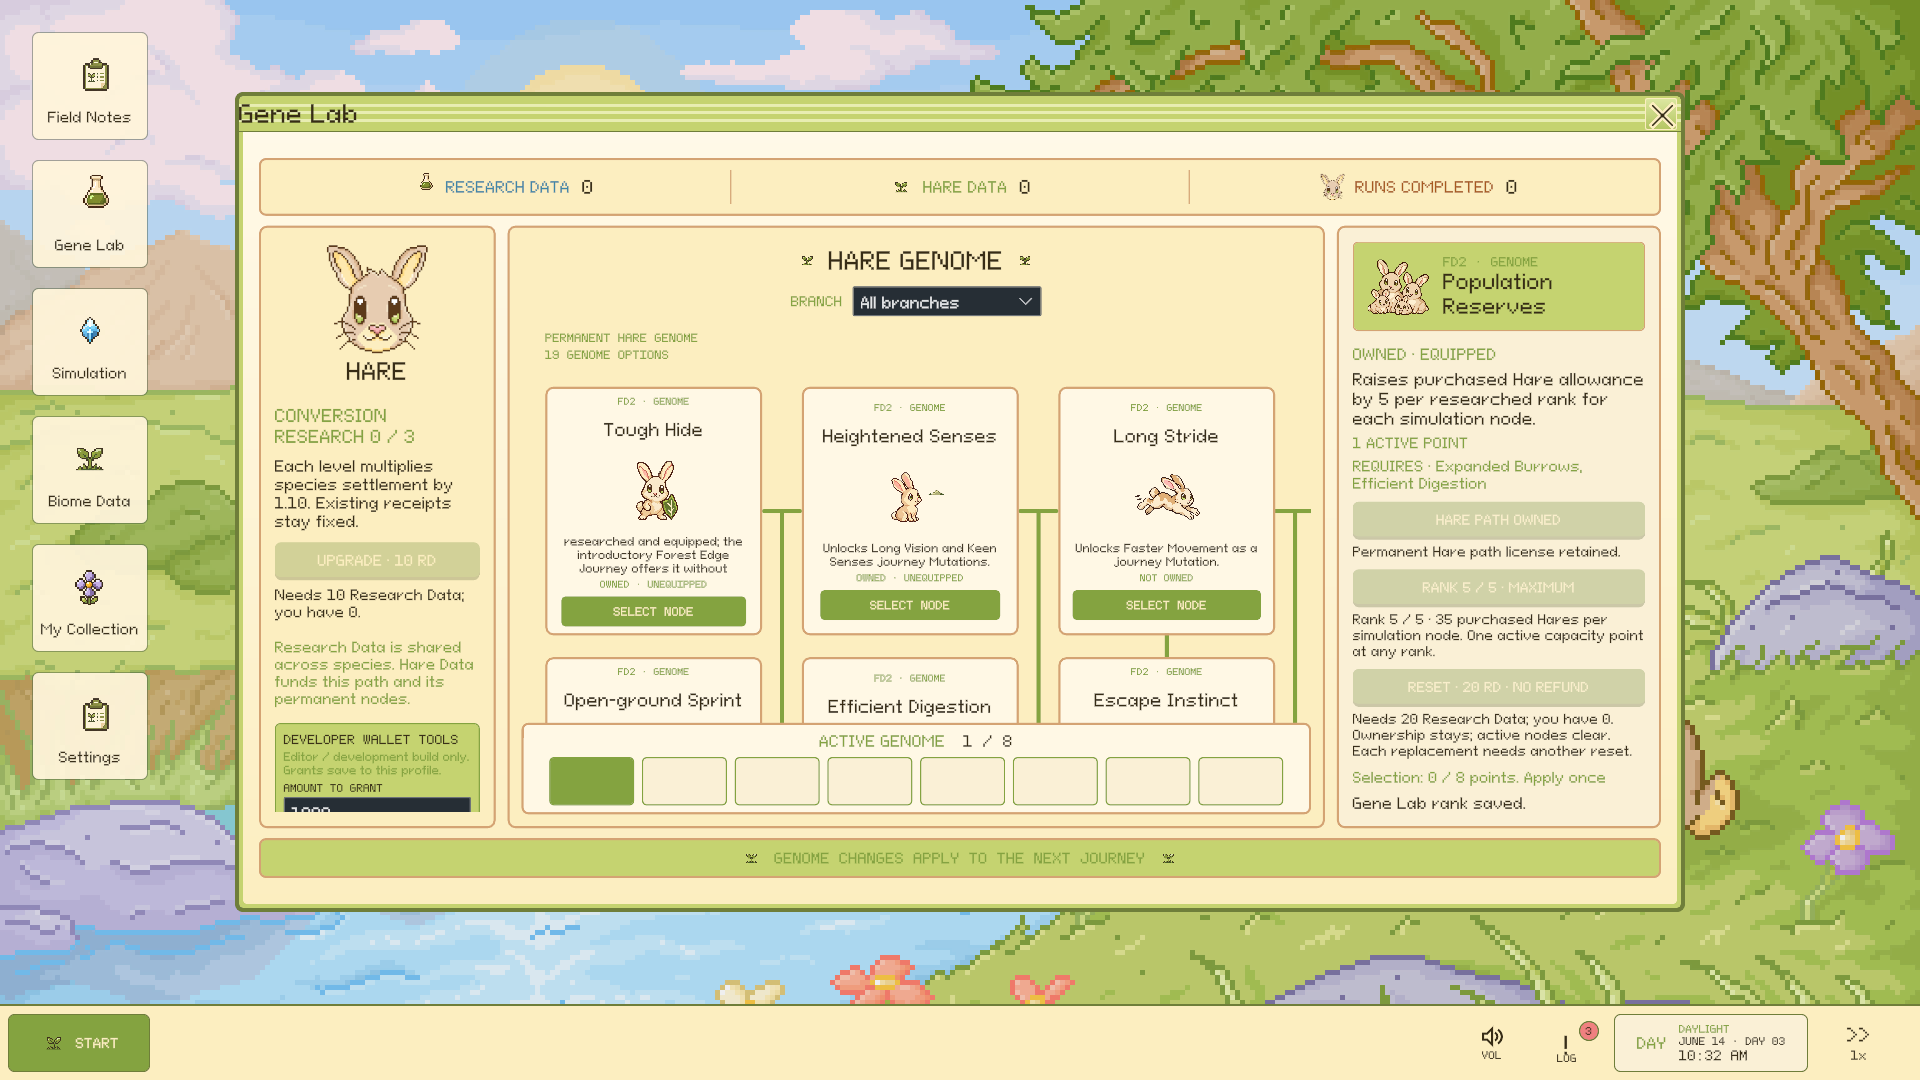 Field Notes
Gene Lab
Simulation
Biome Data
My Collection
Settings
Gene Lab
RESEARCH DATA 0
HARE DATA 0
RUNS COMPLETED 0
HARE
CONVERSION
RESEARCH 0 / 3
Each level multiplies
species settlement by
1.10. Existing receipts
stay fixed.
UPGRADE · 10 RD
Needs 10 Research Data;
you have 0.
Research Data is shared
across species. Hare Data
funds this path and its
permanent nodes.
DEVELOPER WALLET TOOLS
Editor / development build only.
Grants save to this profile.
AMOUNT TO GRANT
1000
HARE GENOME
BRANCH All branches
PERMANENT HARE GENOME
19 GENOME OPTIONS
FD2 · GENOME
Tough Hide
researched and equipped; the
introductory Forest Edge
Journey offers it without
OWNED · UNEQUIPPED
SELECT NODE
FD2 · GENOME
Heightened Senses
Unlocks Long Vision and Keen
Senses journey Mutations.
OWNED · UNEQUIPPED
SELECT NODE
FD2 · GENOME
Long Stride
Unlocks Faster Movement as a
journey Mutation.
NOT OWNED
SELECT NODE
FD2 · GENOME
Open-ground Sprint
FD2 · GENOME
Efficient Digestion
FD2 · GENOME
Escape Instinct
ACTIVE GENOME 1 / 8
FD2 · GENOME
Population
Reserves
OWNED · EQUIPPED
Raises purchased Hare allowance
by 5 per researched rank for
each simulation node.
1 ACTIVE POINT
REQUIRES · Expanded Burrows,
Efficient Digestion
HARE PATH OWNED
Permanent Hare path license retained.
RANK 5 / 5 · MAXIMUM
Rank 5 / 5 · 35 purchased Hares per
simulation node. One active capacity point
at any rank.
RESET · 20 RD · NO REFUND
Needs 20 Research Data; you have 0.
Ownership stays; active nodes clear.
Each replacement needs another reset.
Selection: 0 / 8 points. Apply once
Gene Lab rank saved.
GENOME CHANGES APPLY TO THE NEXT JOURNEY
START
VOL
! LOG
3
DAY
DAYLIGHT
JUNE 14 · DAY 03
10:32 AM
>>
1x